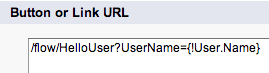 Button or Link URL
/flow/HelloUser?UserName={!User.Name}